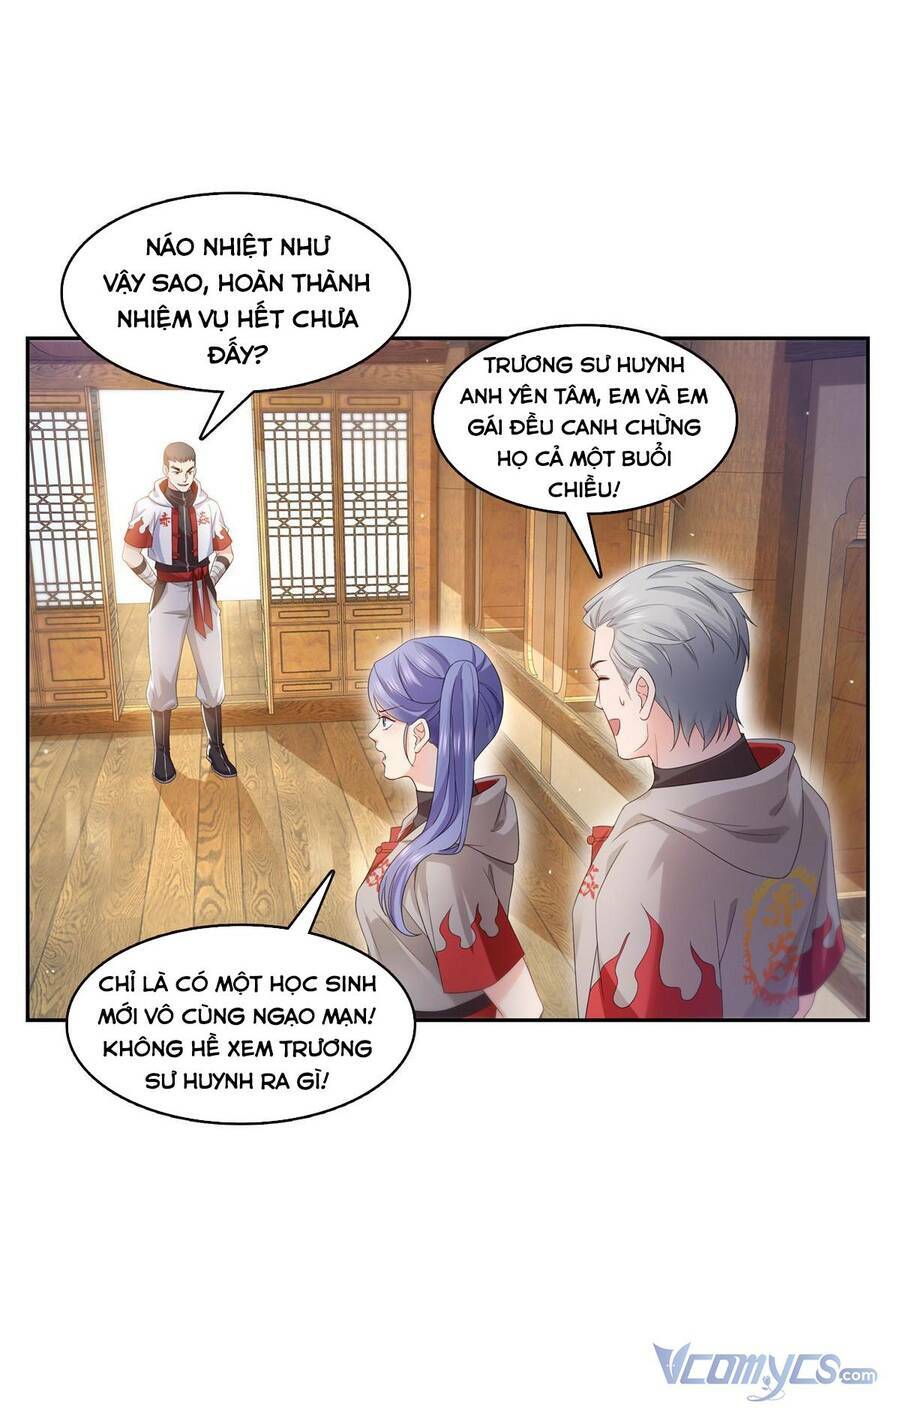 NÁO NHIỆT NHƯ
VẬY SAO, HOÀN THÀNH
NHIỆM VỤ HẾT CHƯA
ĐẤY?
TRƯƠNG SƯ HUYNH
ANH YÊN TÂM, EM VÀ EM
GÁI ĐỀU CANH CHỪNG
HỌ CẢ MỘT BUỔI
CHIỀU!
CHỈ LÀ CÓ MỘT HỌC SINH
MỚI VÔ CÙNG NGẠO MẠN!
KHÔNG HỀ XEM TRƯƠNG
SƯ HUYNH RA GÌ!
VCOMYCS.com